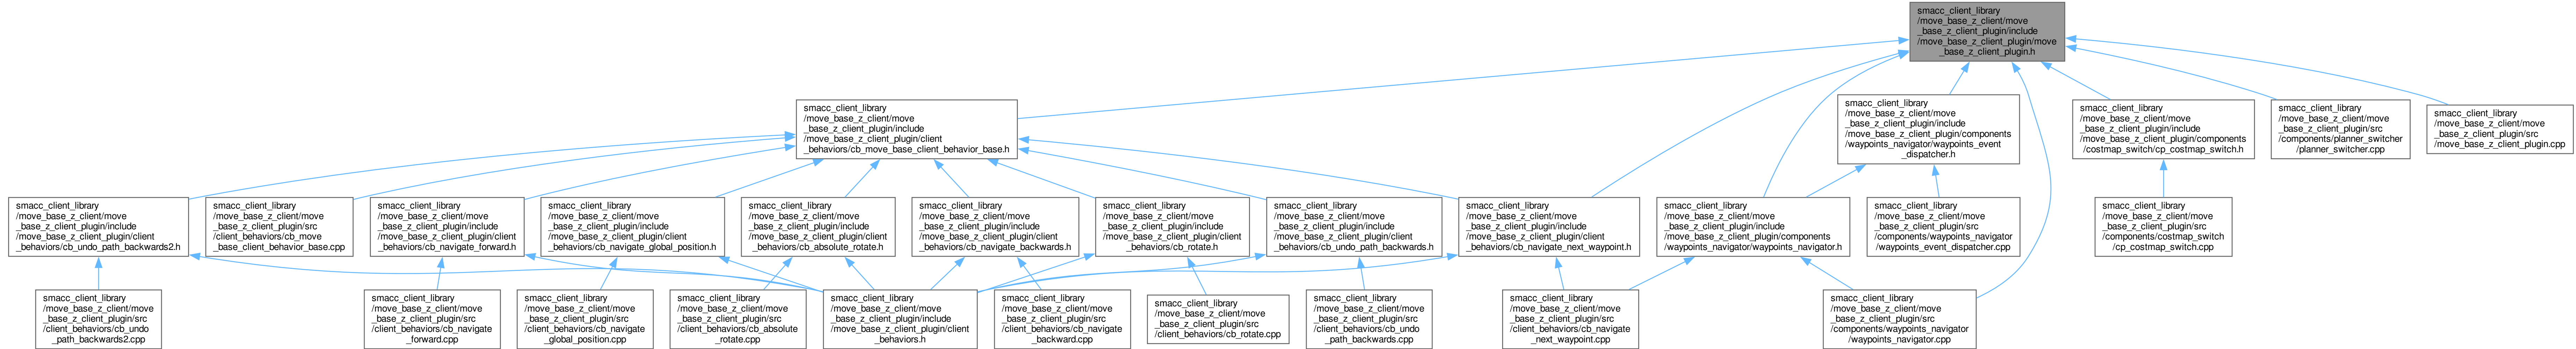 smacc_client_library
/move_base_z_client/move
_base_z_client_plugin/include
/move_base_z_client_plugin/move
_base_z_client_plugin.h
smacc_client_library
/move_base_z_client/move
_base_z_client_plugin/include
/move_base_z_client_plugin/client
_behaviors/cb_move_base_client_behavior_base.h
smacc_client_library
/move_base_z_client/move
_base_z_client_plugin/include
/move_base_z_client_plugin/components
/waypoints_navigator/waypoints_event
_dispatcher.h
smacc_client_library
/move_base_z_client/move
_base_z_client_plugin/include
/move_base_z_client_plugin/components
/costmap_switch/cp_costmap_switch.h
smacc_client_library
/move_base_z_client/move
_base_z_client_plugin/src
/components/planner_switcher
/planner_switcher.cpp
smacc_client_library
/move_base_z_client/move
_base_z_client_plugin/src
/move_base_z_client_plugin.cpp
smacc_client_library
/move_base_z_client/move
_base_z_client_plugin/include
/move_base_z_client_plugin/client
_behaviors/cb_undo_path_backwards2.h
smacc_client_library
/move_base_z_client/move
_base_z_client_plugin/src
/client_behaviors/cb_move
_base_client_behavior_base.cpp
smacc_client_library
/move_base_z_client/move
_base_z_client_plugin/include
/move_base_z_client_plugin/client
_behaviors/cb_navigate_forward.h
smacc_client_library
/move_base_z_client/move
_base_z_client_plugin/include
/move_base_z_client_plugin/client
_behaviors/cb_navigate_global_position.h
smacc_client_library
/move_base_z_client/move
_base_z_client_plugin/include
/move_base_z_client_plugin/client
_behaviors/cb_absolute_rotate.h
smacc_client_library
/move_base_z_client/move
_base_z_client_plugin/include
/move_base_z_client_plugin/client
_behaviors/cb_navigate_backwards.h
smacc_client_library
/move_base_z_client/move
_base_z_client_plugin/include
/move_base_z_client_plugin/client
_behaviors/cb_rotate.h
smacc_client_library
/move_base_z_client/move
_base_z_client_plugin/include
/move_base_z_client_plugin/client
_behaviors/cb_undo_path_backwards.h
smacc_client_library
/move_base_z_client/move
_base_z_client_plugin/include
/move_base_z_client_plugin/client
_behaviors/cb_navigate_next_waypoint.h
smacc_client_library
/move_base_z_client/move
_base_z_client_plugin/include
/move_base_z_client_plugin/components
/waypoints_navigator/waypoints_navigator.h
smacc_client_library
/move_base_z_client/move
_base_z_client_plugin/src
/components/waypoints_navigator
/waypoints_event_dispatcher.cpp
smacc_client_library
/move_base_z_client/move
_base_z_client_plugin/src
/components/costmap_switch
/cp_costmap_switch.cpp
smacc_client_library
/move_base_z_client/move
_base_z_client_plugin/src
/client_behaviors/cb_undo
_path_backwards2.cpp
smacc_client_library
/move_base_z_client/move
_base_z_client_plugin/src
/client_behaviors/cb_navigate
_forward.cpp
smacc_client_library
/move_base_z_client/move
_base_z_client_plugin/src
/client_behaviors/cb_navigate
_global_position.cpp
smacc_client_library
/move_base_z_client/move
_base_z_client_plugin/src
/client_behaviors/cb_absolute
_rotate.cpp
smacc_client_library
/move_base_z_client/move
_base_z_client_plugin/include
/move_base_z_client_plugin/client
_behaviors.h
smacc_client_library
/move_base_z_client/move
_base_z_client_plugin/src
/client_behaviors/cb_navigate
_backward.cpp
smacc_client_library
/move_base_z_client/move
_base_z_client_plugin/src
/client_behaviors/cb_rotate.cpp
smacc_client_library
/move_base_z_client/move
_base_z_client_plugin/src
/client_behaviors/cb_undo
_path_backwards.cpp
smacc_client_library
/move_base_z_client/move
_base_z_client_plugin/src
/client_behaviors/cb_navigate
_next_waypoint.cpp
smacc_client_library
/move_base_z_client/move
_base_z_client_plugin/src
/components/waypoints_navigator
/waypoints_navigator.cpp